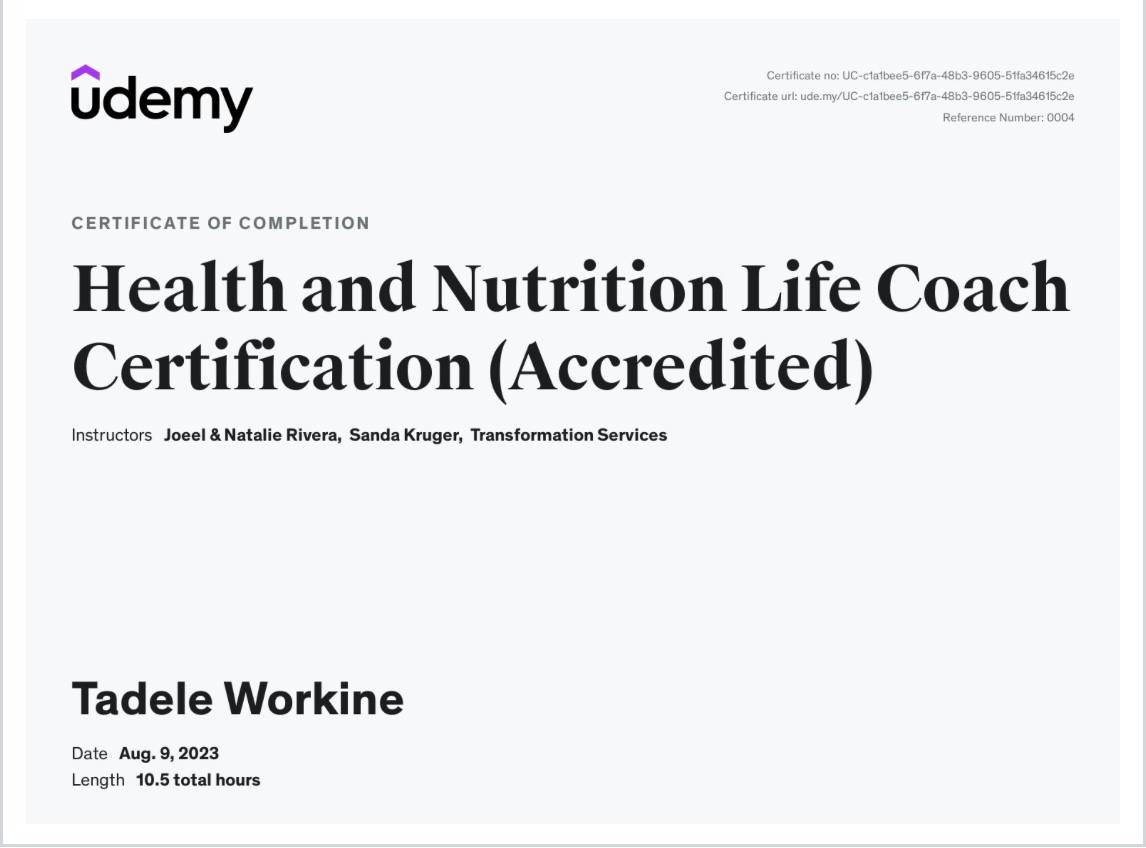 udemy
Certificate no: UC-c1a1bee5-6f7a-48b3-9605-51fa34615c2e
Certificate url: ude.my/UC-c1a1bee5-6f7a-48b3-9605-51fa34615c2e
Reference Number: 0004
CERTIFICATE OF COMPLETION
Health and Nutrition Life Coach
Certification (Accredited)
Instructors Joeel & Natalie Rivera, Sanda Kruger, Transformation Services
Tadele Workine
Date Aug. 9, 2023
Length 10.5 total hours